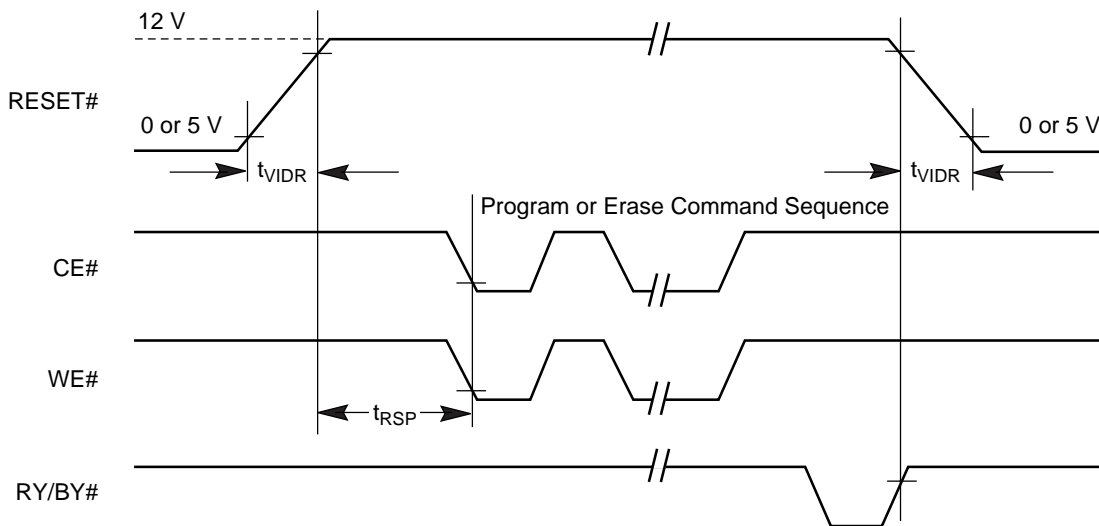 12 V
RESET#
0 or 5 V
0 or 5 V
tVIDR
tVIDR
Program or Erase Command Sequence
CE#
WE#
tRSP
RY/BY#